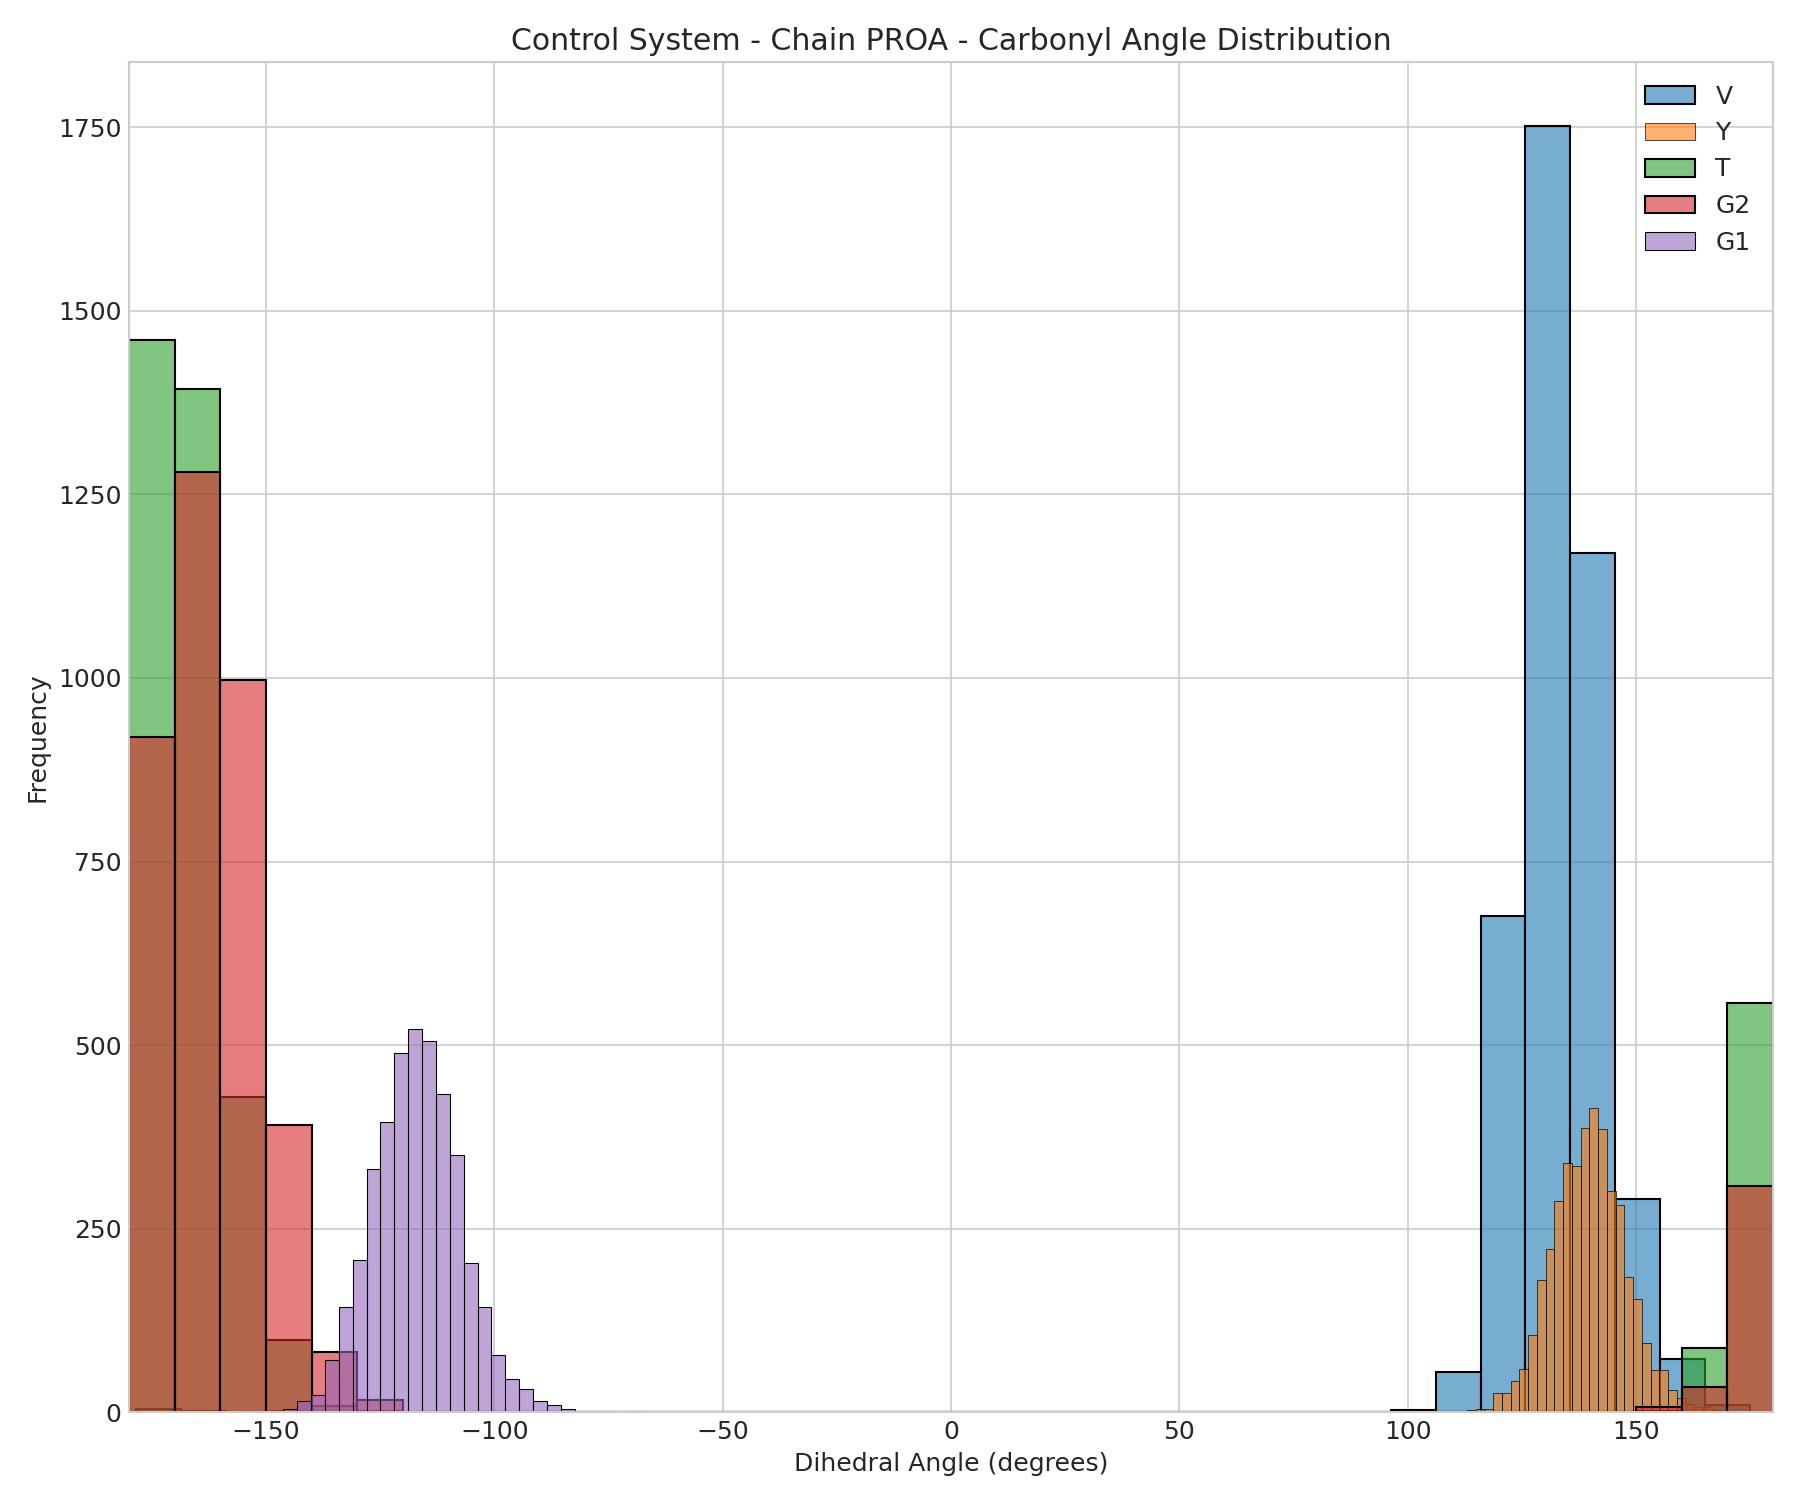 Control System - Chain PROA - Carbonyl Angle Distribution
V
Y
T
G2
G1
1750
1500
1250
1000
750
500
250
0
Frequency
−150
−100
−50
0
50
100
150
Dihedral Angle (degrees)